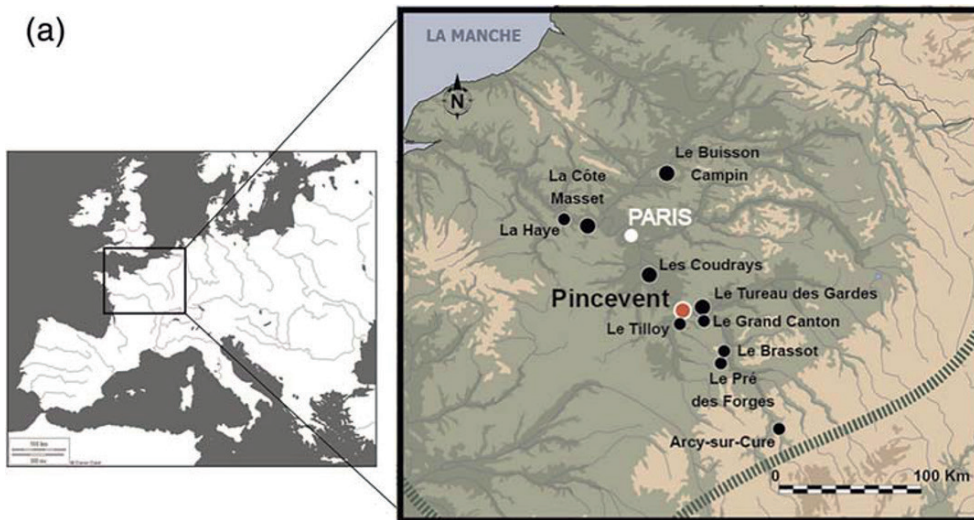 (a)
LA MANCHE
N
Le Buisson
Campin
La Côte
Masset
PARIS
La Haye
Les Coudrays
Pincevent
Le Tureau des Gardes
Le Tilloy
Le Grand Canton
Le Brassot
Le Pré
des Forges
Arcy-sur-Cure
0
100 Km